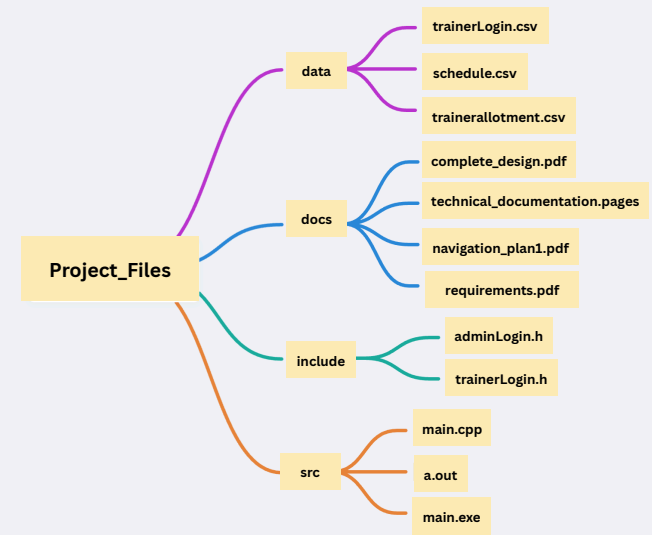 Project_Files
data
trainerLogin.csv
schedule.csv
trainerallotment.csv
docs
complete_design.pdf
technical_documentation.pages
navigation_plan1.pdf
requirements.pdf
include
adminLogin.h
trainerLogin.h
src
main.cpp
a.out
main.exe